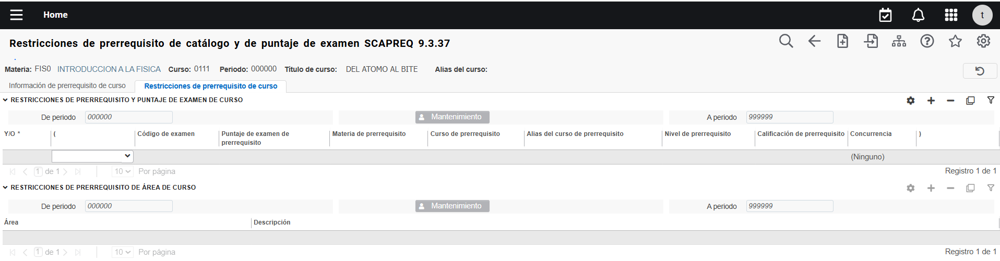 Home
t
Restricciones de prerrequisito de catálogo y de puntaje de examen SCAPREQ 9.3.37
Materia: FIS0 INTRODUCCION A LA FISICA Curso: 0111 Periodo: 000000 Título de curso: DEL ATOMO AL BITE Alias del curso:
Información de prerrequisito de curso Restricciones de prerrequisito de curso
RESTRICCIONES DE PRERREQUISITO Y PUNTAJE DE EXAMEN DE CURSO
De periodo 000000 Mantenimiento A periodo 999999
Y/O * ( Código de examen Puntaje de examen de prerrequisito Materia de prerrequisito Curso de prerrequisito Alias del curso de prerrequisito Nivel de prerrequisito Calificación de prerrequisito Concurrencia )
(Ninguno)
1 de 1 10 Por página Registro 1 de 1
RESTRICCIONES DE PRERREQUISITO DE ÁREA DE CURSO
De periodo 000000 Mantenimiento A periodo 999999
Área Descripción
1 de 1 10 Por página Registro 1 de 1